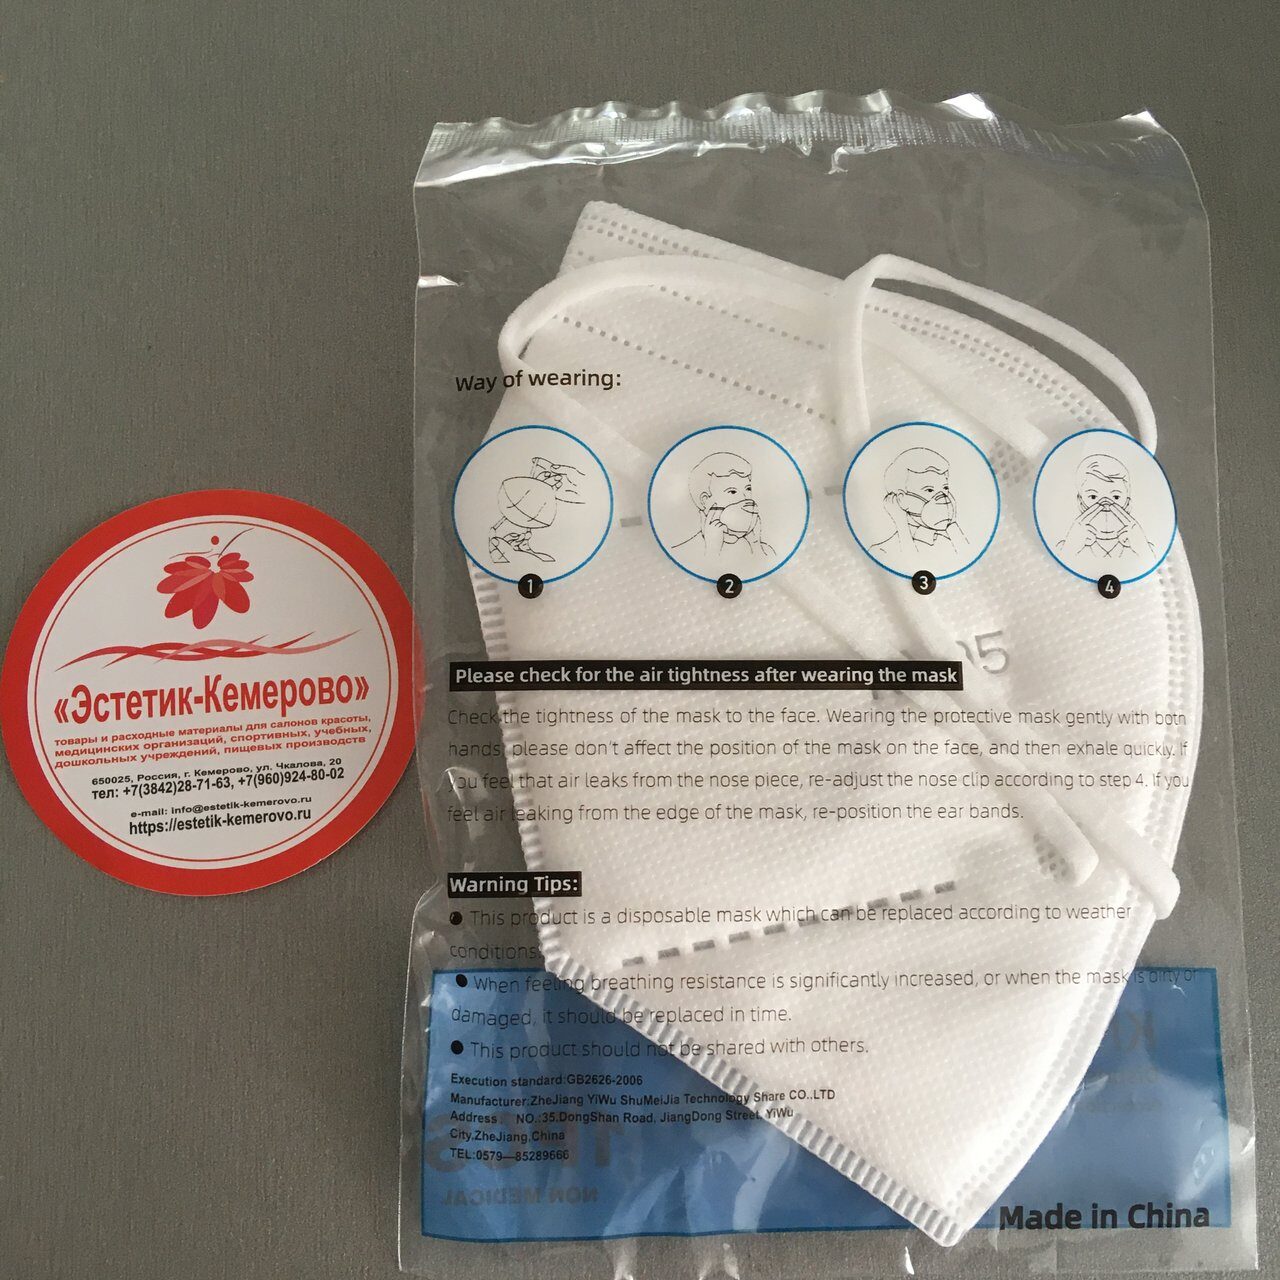 «Эстетик-Кемерово»
товары и расходные материалы для салонов красоты,
медицинских организаций, спортивных, учебных,
дошкольных учреждений, пищевых производств
650025, Россия, г. Кемерово, ул. Чкалова, 20
тел: +7(3842)28-71-63, +7(960)924-80-02
e-mail: info@estetik-kemerovo.ru
https://estetik-kemerovo.ru
Way of wearing:
1 2 3 4
Please check for the air tightness after wearing the mask
Check the tightness of the mask to the face. Wearing the protective mask gently with both
hands, please don't affect the position of the mask on the face, and then exhale quickly. If
you feel that air leaks from the nose piece, re-adjust the nose clip according to step 4. If you
feel air leaking from the edge of the mask, re-position the ear bands.
Warning Tips:
● This product is a disposable mask which can be replaced according to weather
conditions.
● When feeling breathing resistance is significantly increased, or when the mask is dirty or
damaged, it should be replaced in time.
● This product should not be shared with others.
Execution standard:GB2626-2006
Manufacturer:ZheJiang YiWu ShuMeiJia Technology Share CO.,LTD
Address NO.:35,DongShan Road, JiangDong Street, YiWu
City,ZheJiang,China
TEL:0579—85289666
NON MEDICAL
Made in China